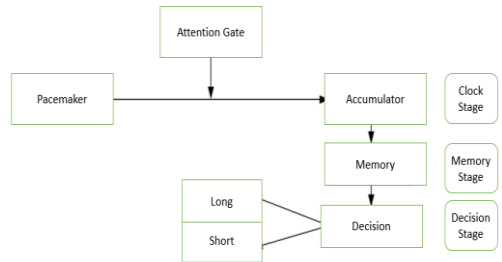 Attention Gate
Pacemaker
Accumulator
Clock
Stage
Memory
Memory
Stage
Long
Short
Decision
Decision
Stage